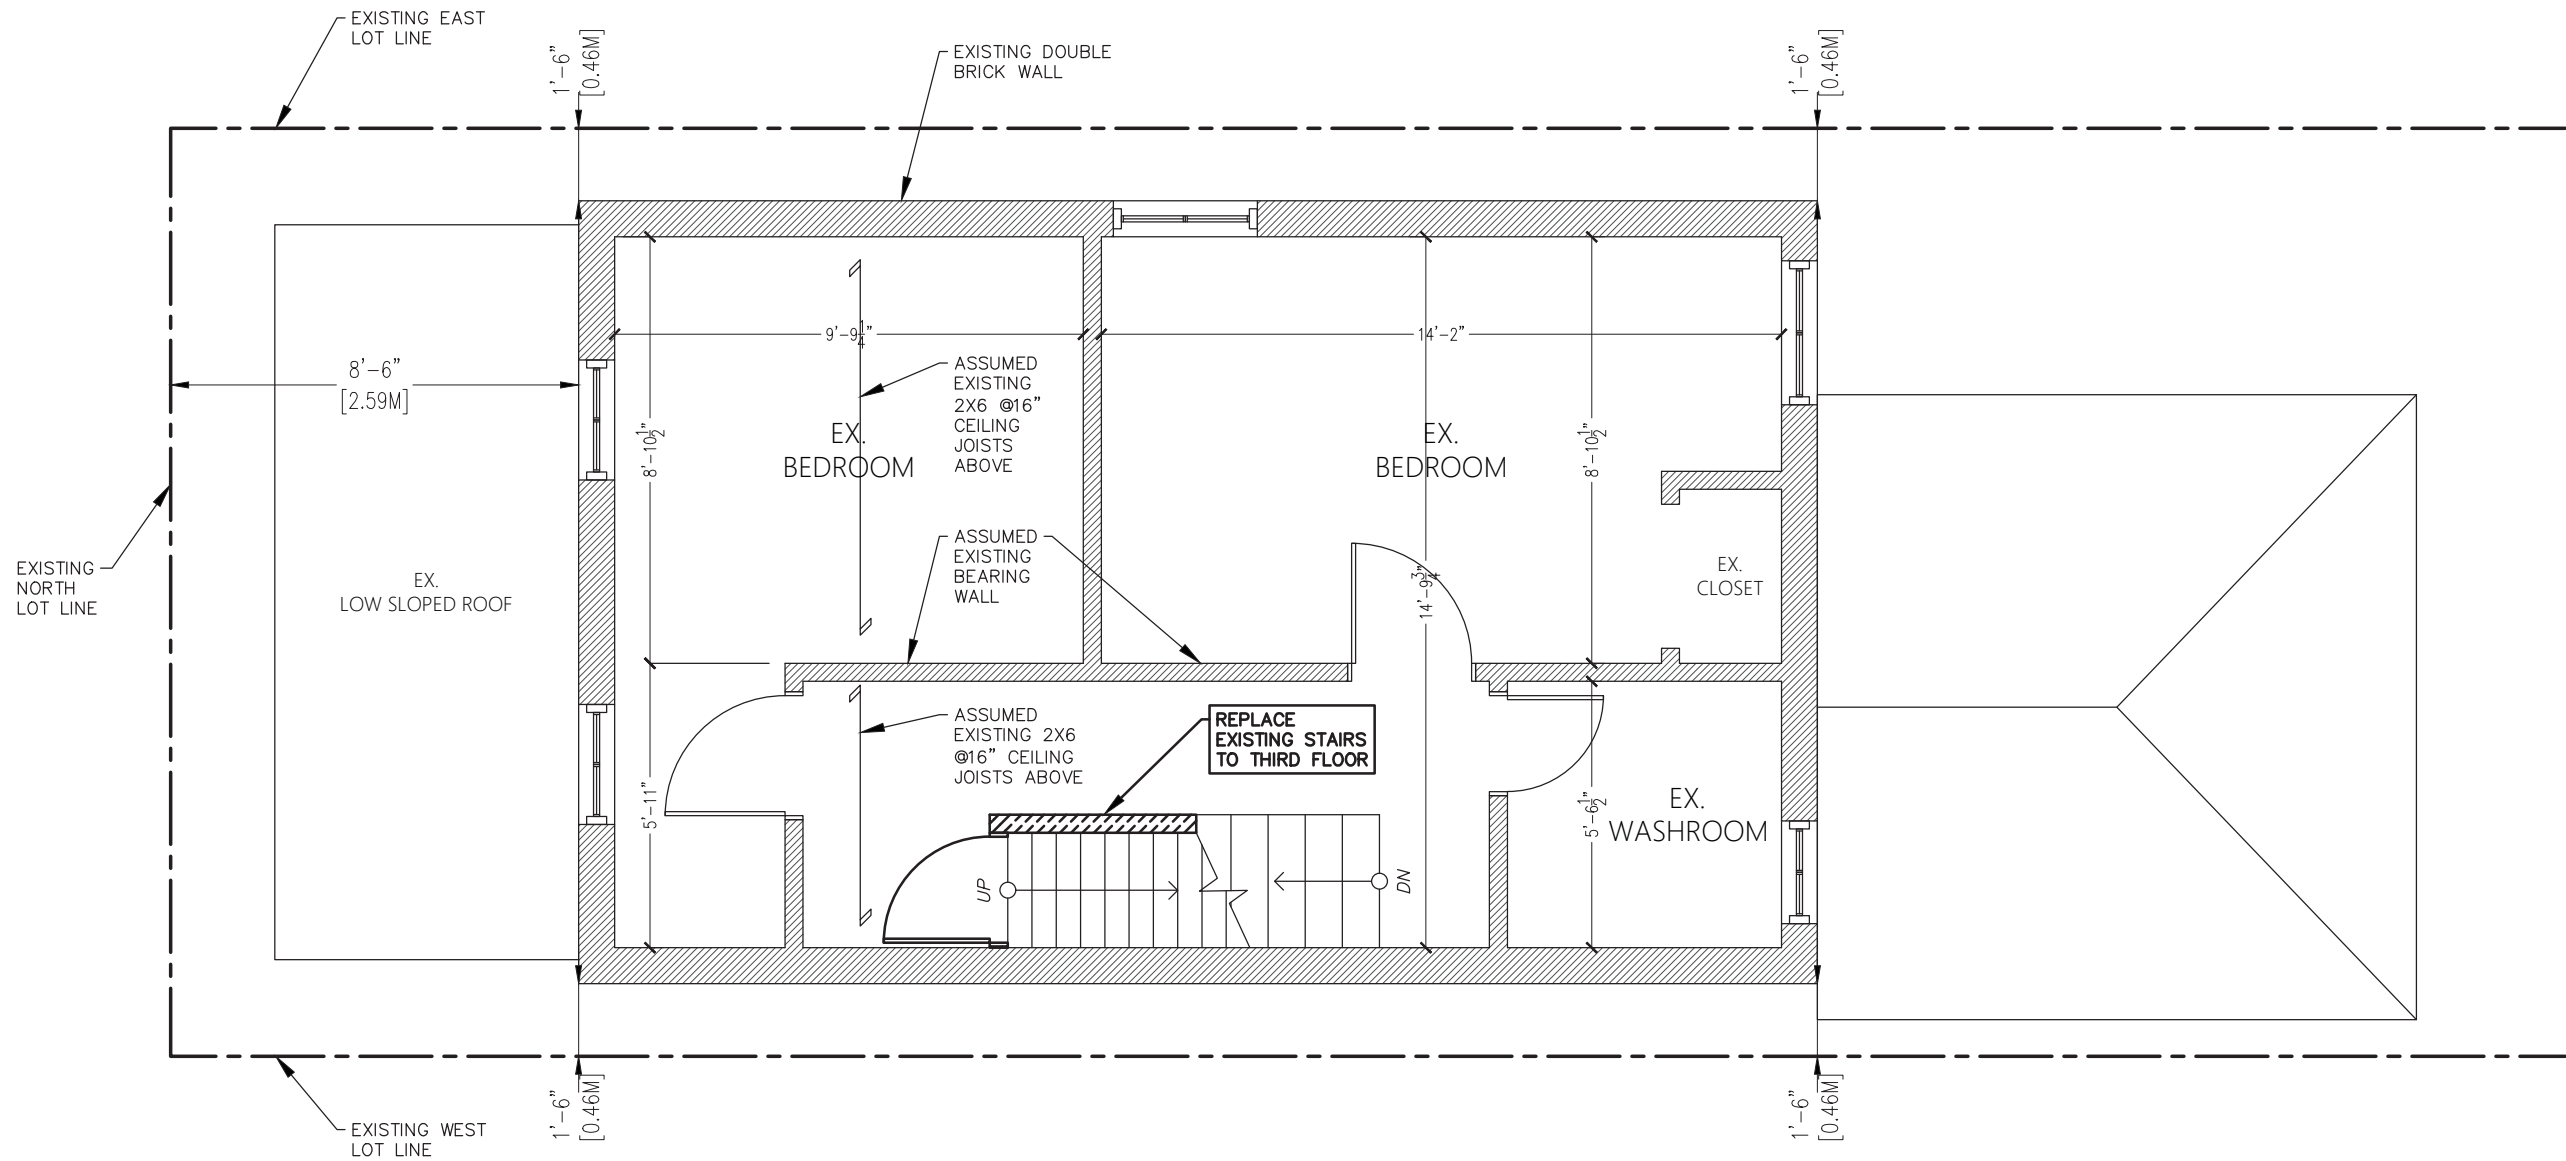 EXISTING EAST
LOT LINE
1'-6"
[0.46M]
EXISTING DOUBLE
BRICK WALL
1'-6"
[0.46M]
8'-6"
[2.59M]
9'-9 1/4"
14'-2"
ASSUMED
EXISTING
2X6 @16"
CEILING
JOISTS
ABOVE
8'-10 1/2"
EX.
BEDROOM
EX.
BEDROOM
8'-10 1/2"
EXISTING
NORTH
LOT LINE
EX.
LOW SLOPED ROOF
ASSUMED
EXISTING
BEARING
WALL
14'-9 3/4"
EX.
CLOSET
ASSUMED
EXISTING 2X6
@16" CEILING
JOISTS ABOVE
REPLACE
EXISTING STAIRS
TO THIRD FLOOR
5'-11"
5'-6 1/2"
EX.
WASHROOM
UP
DN
1'-6"
[0.46M]
1'-6"
[0.46M]
EXISTING WEST
LOT LINE